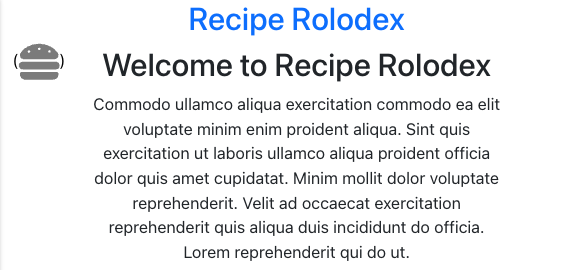 Recipe Rolodex
( )
Welcome to Recipe Rolodex
Commodo ullamco aliqua exercitation commodo ea elit
voluptate minim enim proident aliqua. Sint quis
exercitation ut laboris ullamco aliqua proident officia
dolor quis amet cupidatat. Minim mollit dolor voluptate
reprehenderit. Velit ad occaecat exercitation
reprehenderit quis aliqua duis incididunt do officia.
Lorem reprehenderit qui do ut.